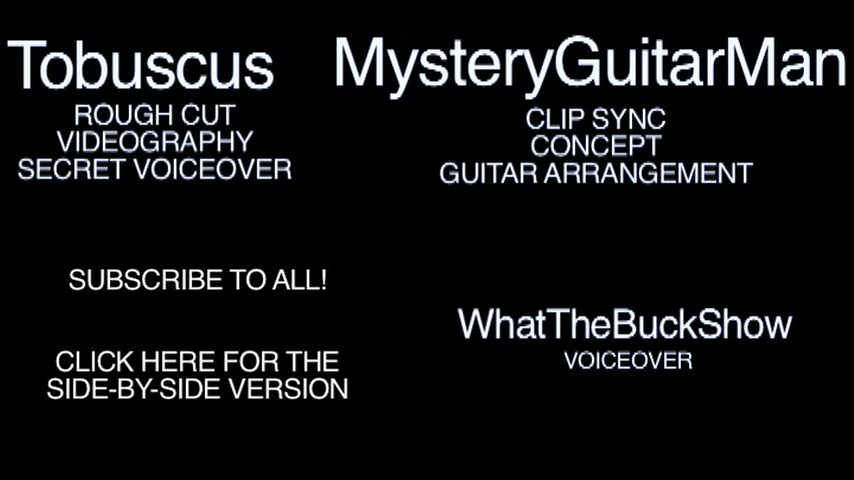 Tobuscus
ROUGH CUT
VIDEOGRAPHY
SECRET VOICEOVER
MysteryGuitarMan
CLIP SYNC
CONCEPT
GUITAR ARRANGEMENT
SUBSCRIBE TO ALL!
CLICK HERE FOR THE
SIDE-BY-SIDE VERSION
WhatTheBuckShow
VOICEOVER